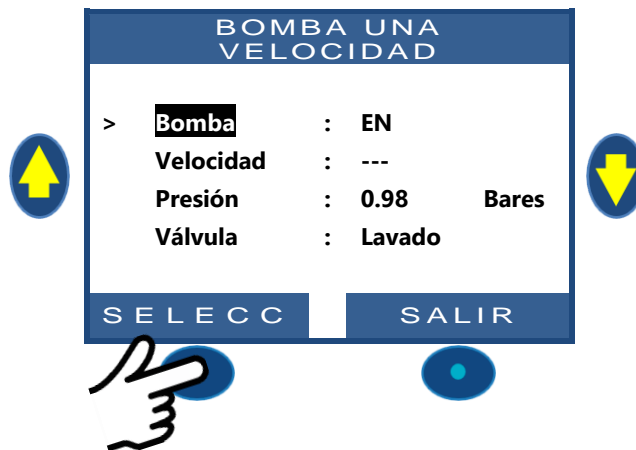 BOMBA UNA
VELOCIDAD
> Bomba : EN
Velocidad : ---
Presión : 0.98 Bares
Válvula : Lavado
SELECC SALIR